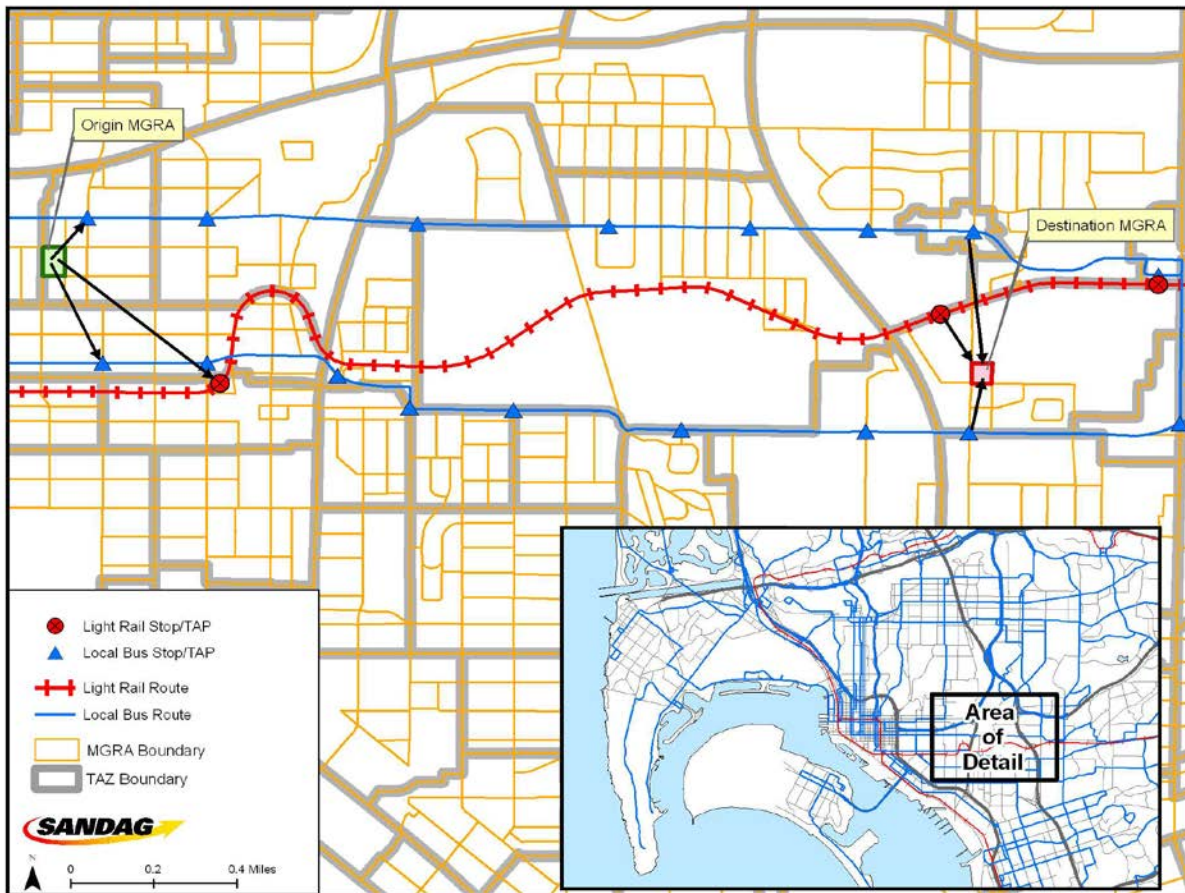 Origin MGRA
Destination MGRA
Light Rail Stop/TAP
Local Bus Stop/TAP
Light Rail Route
Local Bus Route
MGRA Boundary
TAZ Boundary
SANDAG
N
0 0.2 0.4 Miles
Area
of
Detail